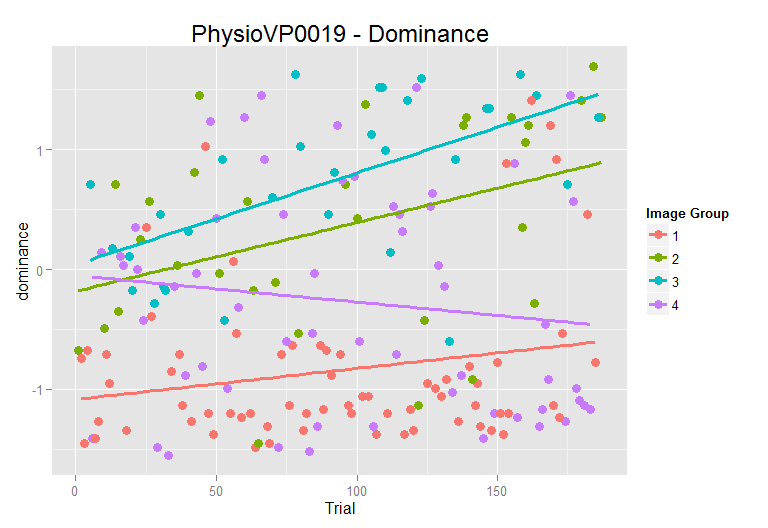 PhysioVP0019 - Dominance
1
0
-1
dominance
0
50
100
150
Trial
Image Group
1
2
3
4